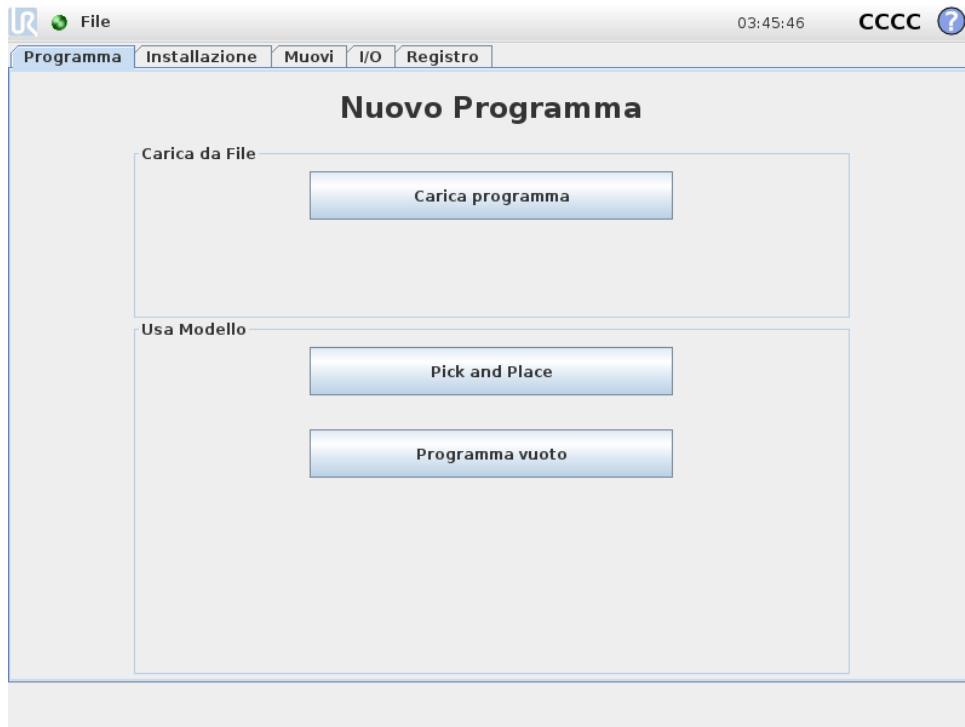 UR File 03:45:46 CCCC ?
Programma Installazione Muovi I/O Registro
Nuovo Programma
Carica da File
Carica programma
Usa Modello
Pick and Place
Programma vuoto